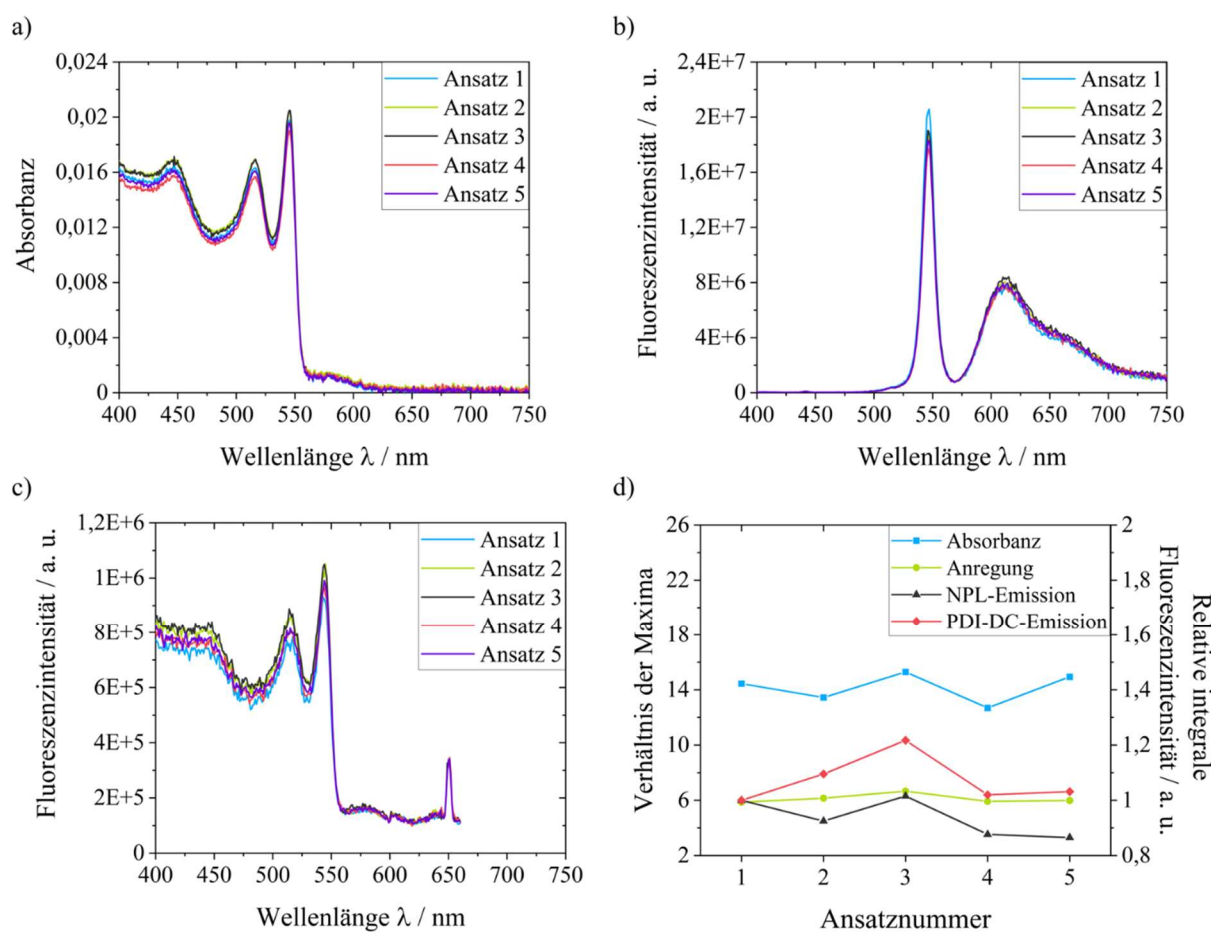 a)
0,024
0,02
0,016
0,012
0,008
0,004
0
Absorbanz
400 450 500 550 600 650 700 750
Wellenlänge λ / nm
Ansatz 1
Ansatz 2
Ansatz 3
Ansatz 4
Ansatz 5
b)
2,4E+7
2E+7
1,6E+7
1,2E+7
8E+6
4E+6
0
Fluoreszenzintensität / a. u.
400 450 500 550 600 650 700 750
Wellenlänge λ / nm
Ansatz 1
Ansatz 2
Ansatz 3
Ansatz 4
Ansatz 5
c)
1,2E+6
1E+6
8E+5
6E+5
4E+5
2E+5
0
Fluoreszenzintensität / a. u.
400 450 500 550 600 650 700 750
Wellenlänge λ / nm
Ansatz 1
Ansatz 2
Ansatz 3
Ansatz 4
Ansatz 5
d)
26
22
18
14
10
6
2
Verhältnis der Maxima
1 2 3 4 5
Ansatznummer
Absorbanz
Anregung
NPL-Emission
PDI-DC-Emission
2
1,8
1,6
1,4
1,2
1
0,8
Relative integrale
Fluoreszenzintensität / a. u.